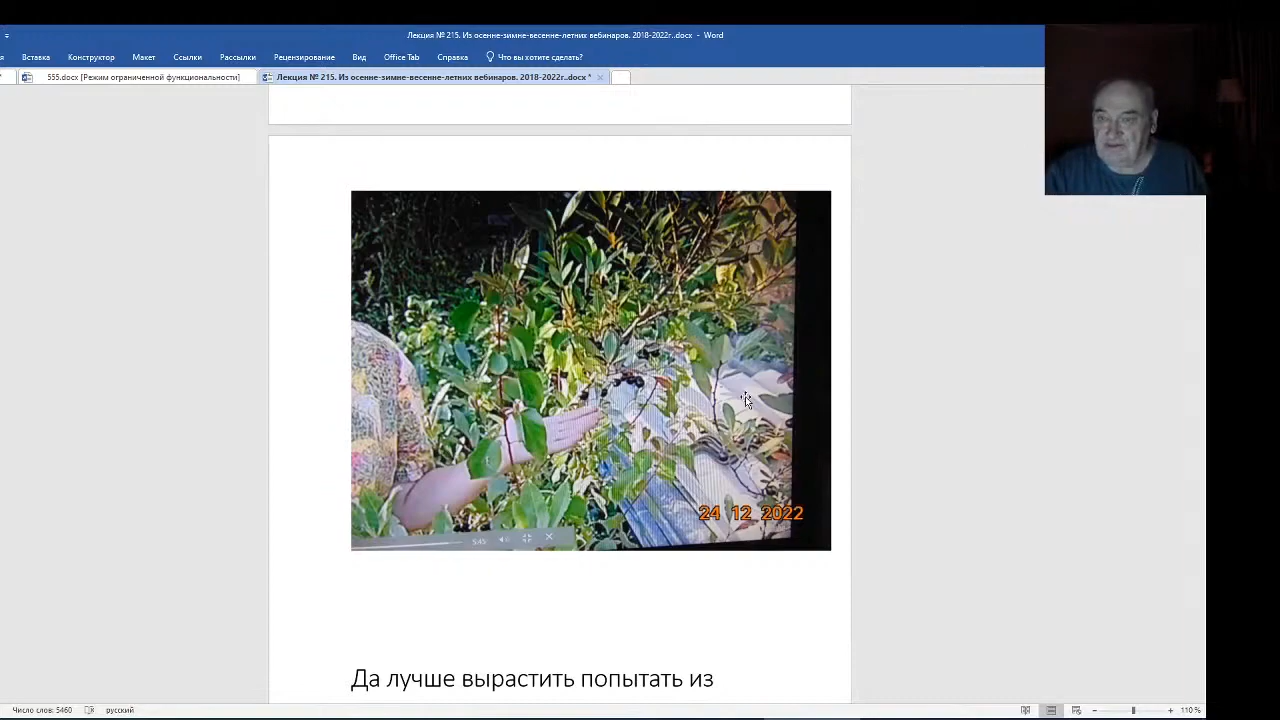 Лекция № 215. Из осенне-зимне-весенне-летних вебинаров. 2018-2022г..docx - Word
Вставка Конструктор Макет Ссылки Рассылки Рецензирование Вид Office Tab Справка Что вы хотите сделать?
555.docx [Режим ограниченной функциональности] Лекция № 215. Из осенне-зимне-весенне-летних вебинаров. 2018-2022г..docx *
24 12 2022
5:45
Да лучше вырастить попытать из
Число слов: 5460 русский 110 %